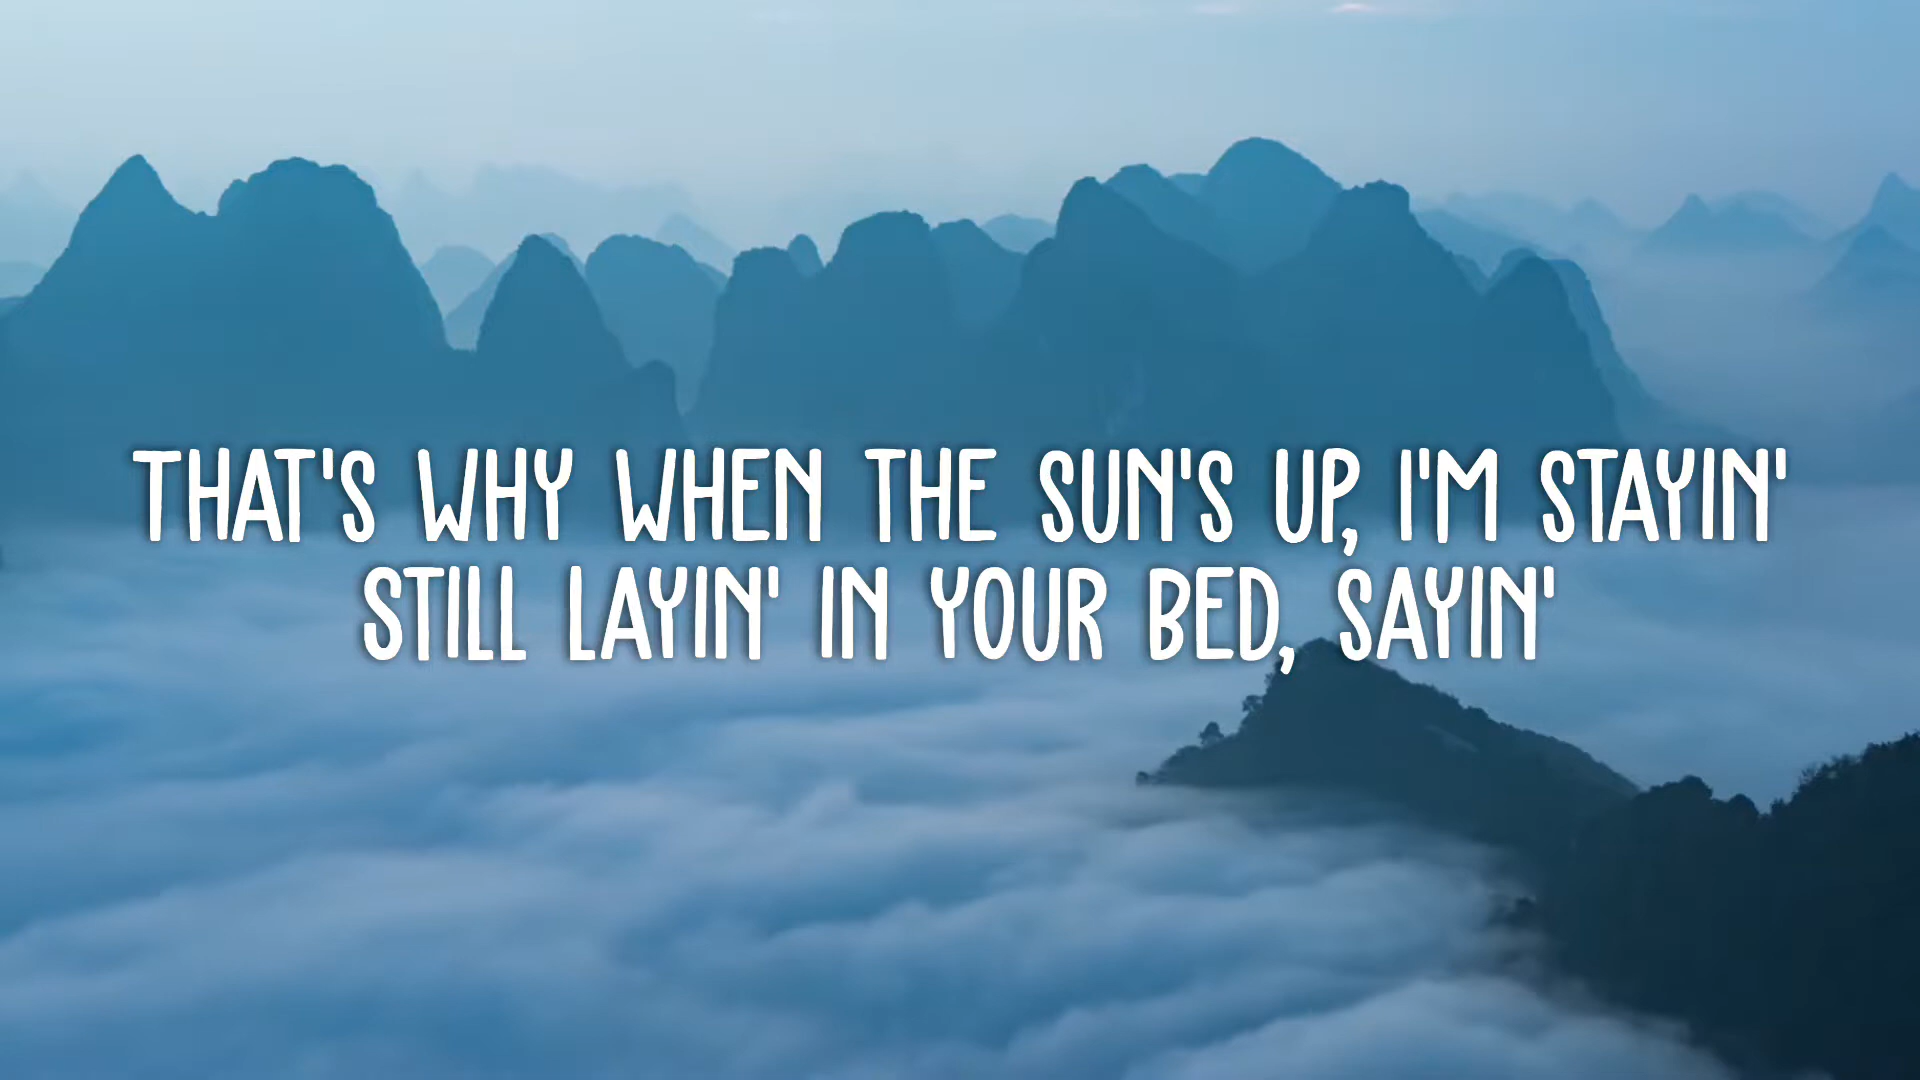 THAT'S WHY WHEN THE SUN'S UP, I'M STAYIN'
STILL LAYIN' IN YOUR BED, SAYIN'